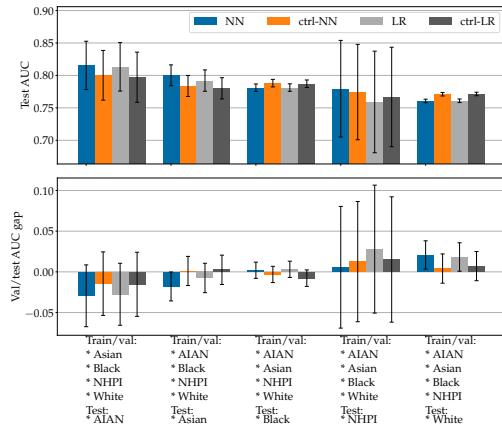 NN ctrl-NN LR ctrl-LR
Test AUC
0.90
0.85
0.80
0.75
0.70
Val/test AUC gap
0.10
0.05
0.00
−0.05
Train/val:
* Asian
* Black
* NHPI
* White
Test:
* AIAN
Train/val:
* AIAN
* Black
* NHPI
* White
Test:
* Asian
Train/val:
* AIAN
* Asian
* NHPI
* White
Test:
* Black
Train/val:
* AIAN
* Asian
* Black
* White
Test:
* NHPI
Train/val:
* AIAN
* Asian
* Black
* NHPI
Test:
* White